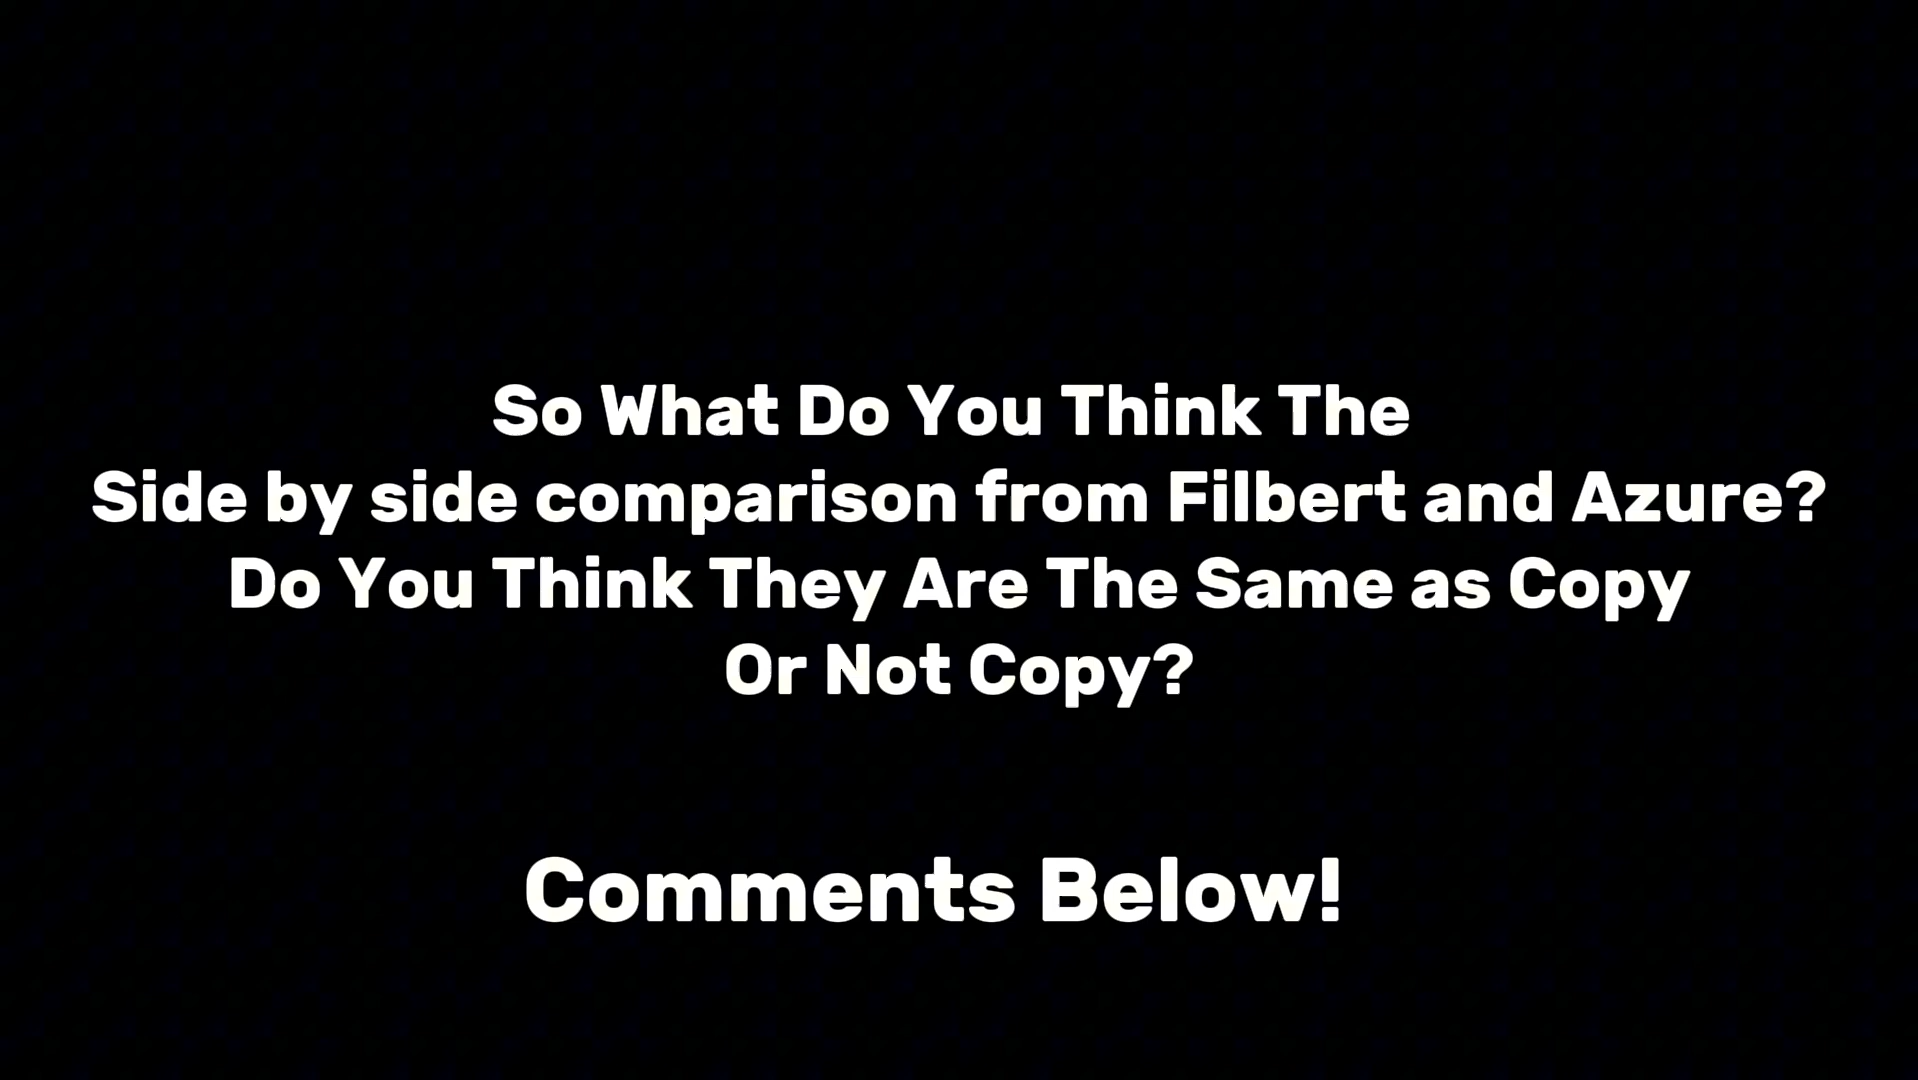 So What Do You Think The
Side by side comparison from Filbert and Azure?
Do You Think They Are The Same as Copy
Or Not Copy?
Comments Below!